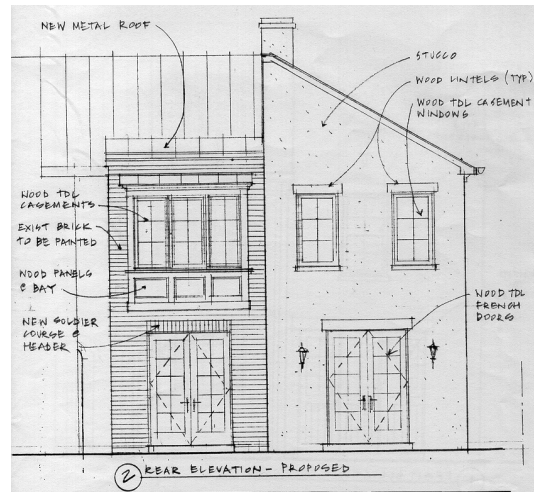 NEW METAL ROOF
STUCCO
WOOD LINTELS (TYP)
WOOD TDL CASEMENT
WINDOWS
WOOD TDL
CASEMENTS
EXIST BRICK
TO BE PAINTED
WOOD PANELS
@ BAY
NEW SOLDIER
COURSE @
HEADER
WOOD TDL
FRENCH
DOORS
2 REAR ELEVATION - PROPOSED